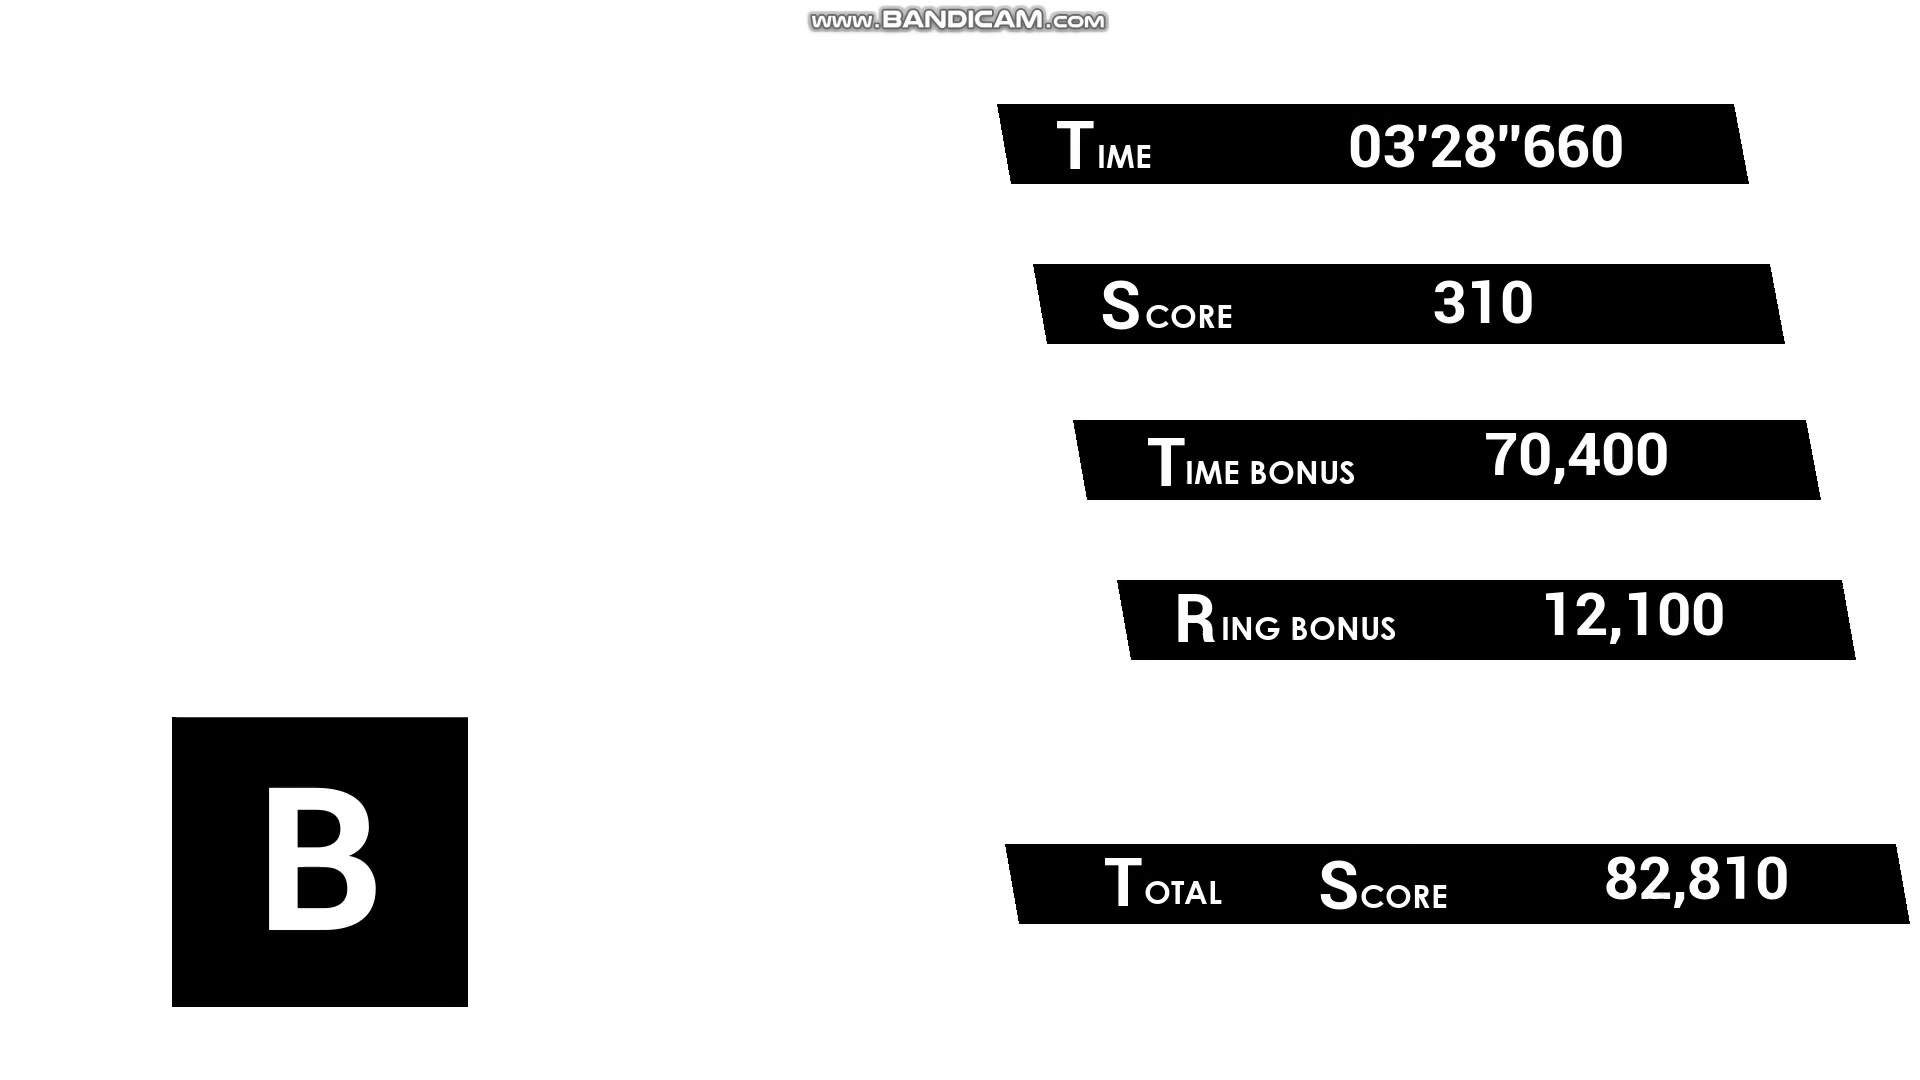 www.BANDICAM.com
TIME 03'28"660
SCORE 310
TIME BONUS 70,400
RING BONUS 12,100
B
TOTAL SCORE 82,810